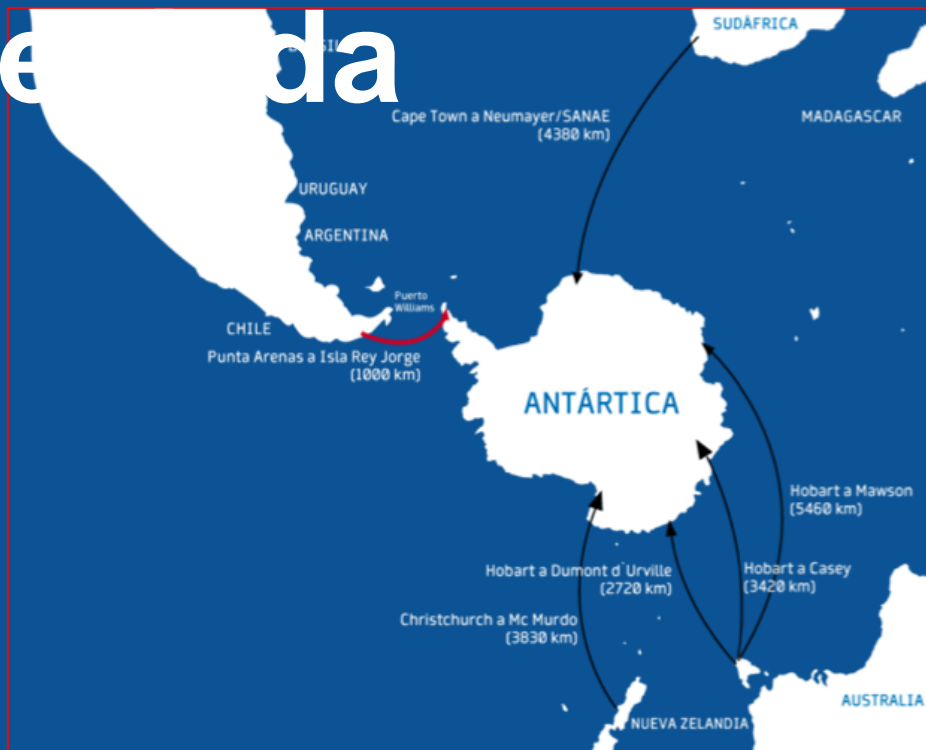 SUDÁFRICA
Cape Town a Neumayer/SANAE
(4380 km)
MADAGASCAR
URUGUAY
ARGENTINA
Puerto
Williams
CHILE
Punta Arenas a Isla Rey Jorge
(1000 km)
ANTÁRTICA
Hobart a Mawson
(5460 km)
Hobart a Dumont d`Urville
(2720 km)
Hobart a Casey
(3420 km)
Christchurch a Mc Murdo
(3830 km)
AUSTRALIA
NUEVA ZELANDIA